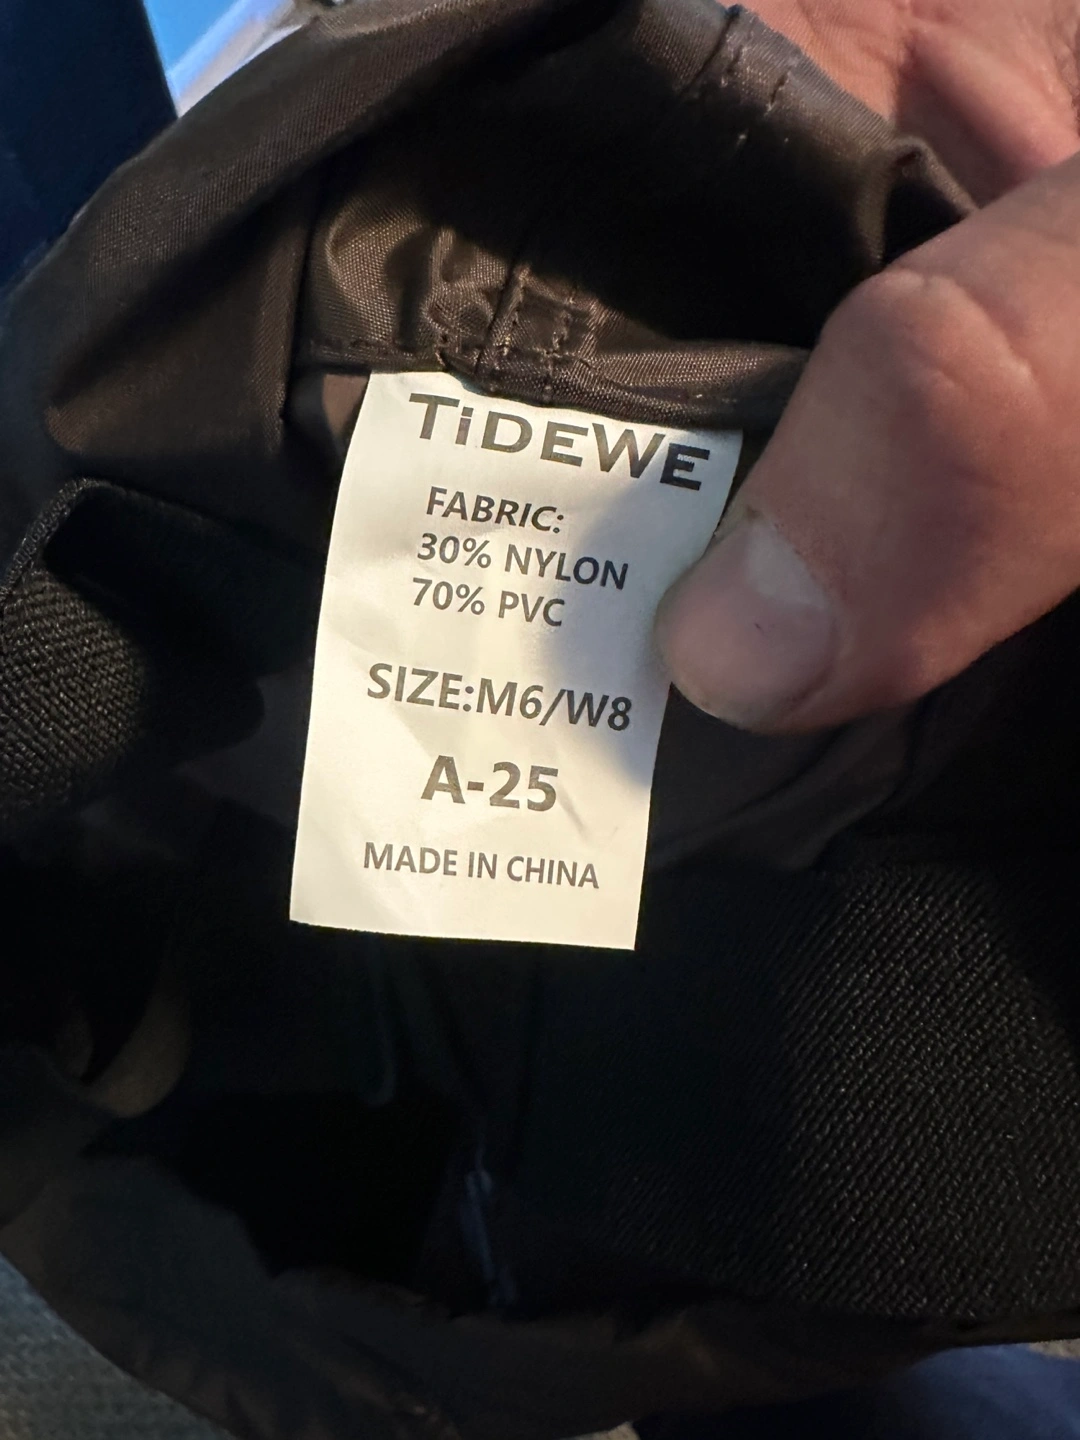 TiDEWE
FABRIC:
30% NYLON
70% PVC
SIZE:M6/W8
A-25
MADE IN CHINA